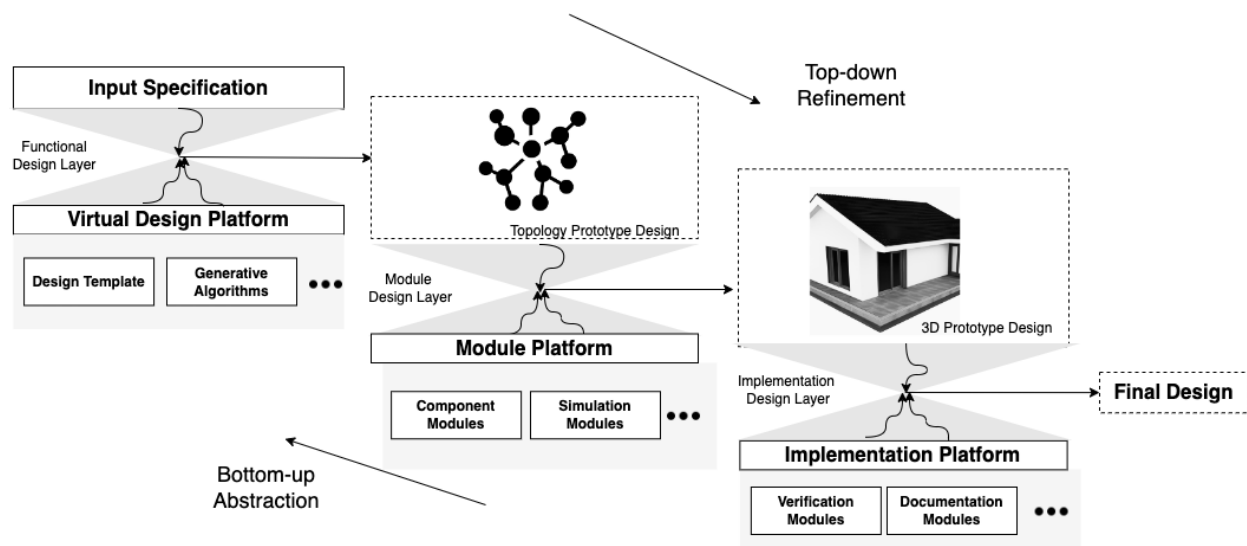 Top-down
Refinement
Input Specification
Functional
Design Layer
Virtual Design Platform
Design Template
Generative
Algorithms
Topology Prototype Design
Module
Design Layer
Module Platform
Component
Modules
Simulation
Modules
3D Prototype Design
Implementation
Design Layer
Final Design
Implementation Platform
Verification
Modules
Documentation
Modules
Bottom-up
Abstraction